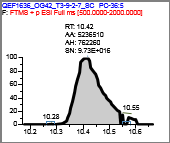 QEF1636_OG42_T3-9-2-7_SC PC-36:5
F: FTMS + p ESI Full ms [500.0000-2000.0000]
RT: 10.42
AA: 5236510
AH: 762260
SN: 9.73E+016
100
80
60
40
20
0
10.28
10.55
10.2 10.3 10.4 10.5 10.6